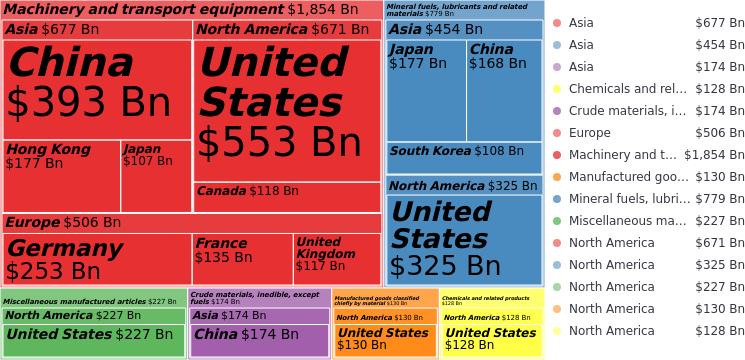 Machinery and transport equipment $1,854 Bn
Asia $677 Bn
China
$393 Bn
Hong Kong
$177 Bn
Japan
$107 Bn
North America $671 Bn
United
States
$553 Bn
Canada $118 Bn
Europe $506 Bn
Germany
$253 Bn
France
$135 Bn
United
Kingdom
$117 Bn
Mineral fuels, lubricants and related
materials $779 Bn
Asia $454 Bn
Japan
$177 Bn
China
$168 Bn
South Korea $108 Bn
North America $325 Bn
United
States
$325 Bn
Miscellaneous manufactured articles $227 Bn
North America $227 Bn
United States $227 Bn
Crude materials, inedible, except
fuels $174 Bn
Asia $174 Bn
China $174 Bn
Manufactured goods classified
chiefly by material $130 Bn
North America $130 Bn
United States
$130 Bn
Chemicals and related products
$128 Bn
North America $128 Bn
United States
$128 Bn
Asia $677 Bn
Asia $454 Bn
Asia $174 Bn
Chemicals and rel... $128 Bn
Crude materials, i... $174 Bn
Europe $506 Bn
Machinery and t... $1,854 Bn
Manufactured goo... $130 Bn
Mineral fuels, lubri... $779 Bn
Miscellaneous ma... $227 Bn
North America $671 Bn
North America $325 Bn
North America $227 Bn
North America $130 Bn
North America $128 Bn